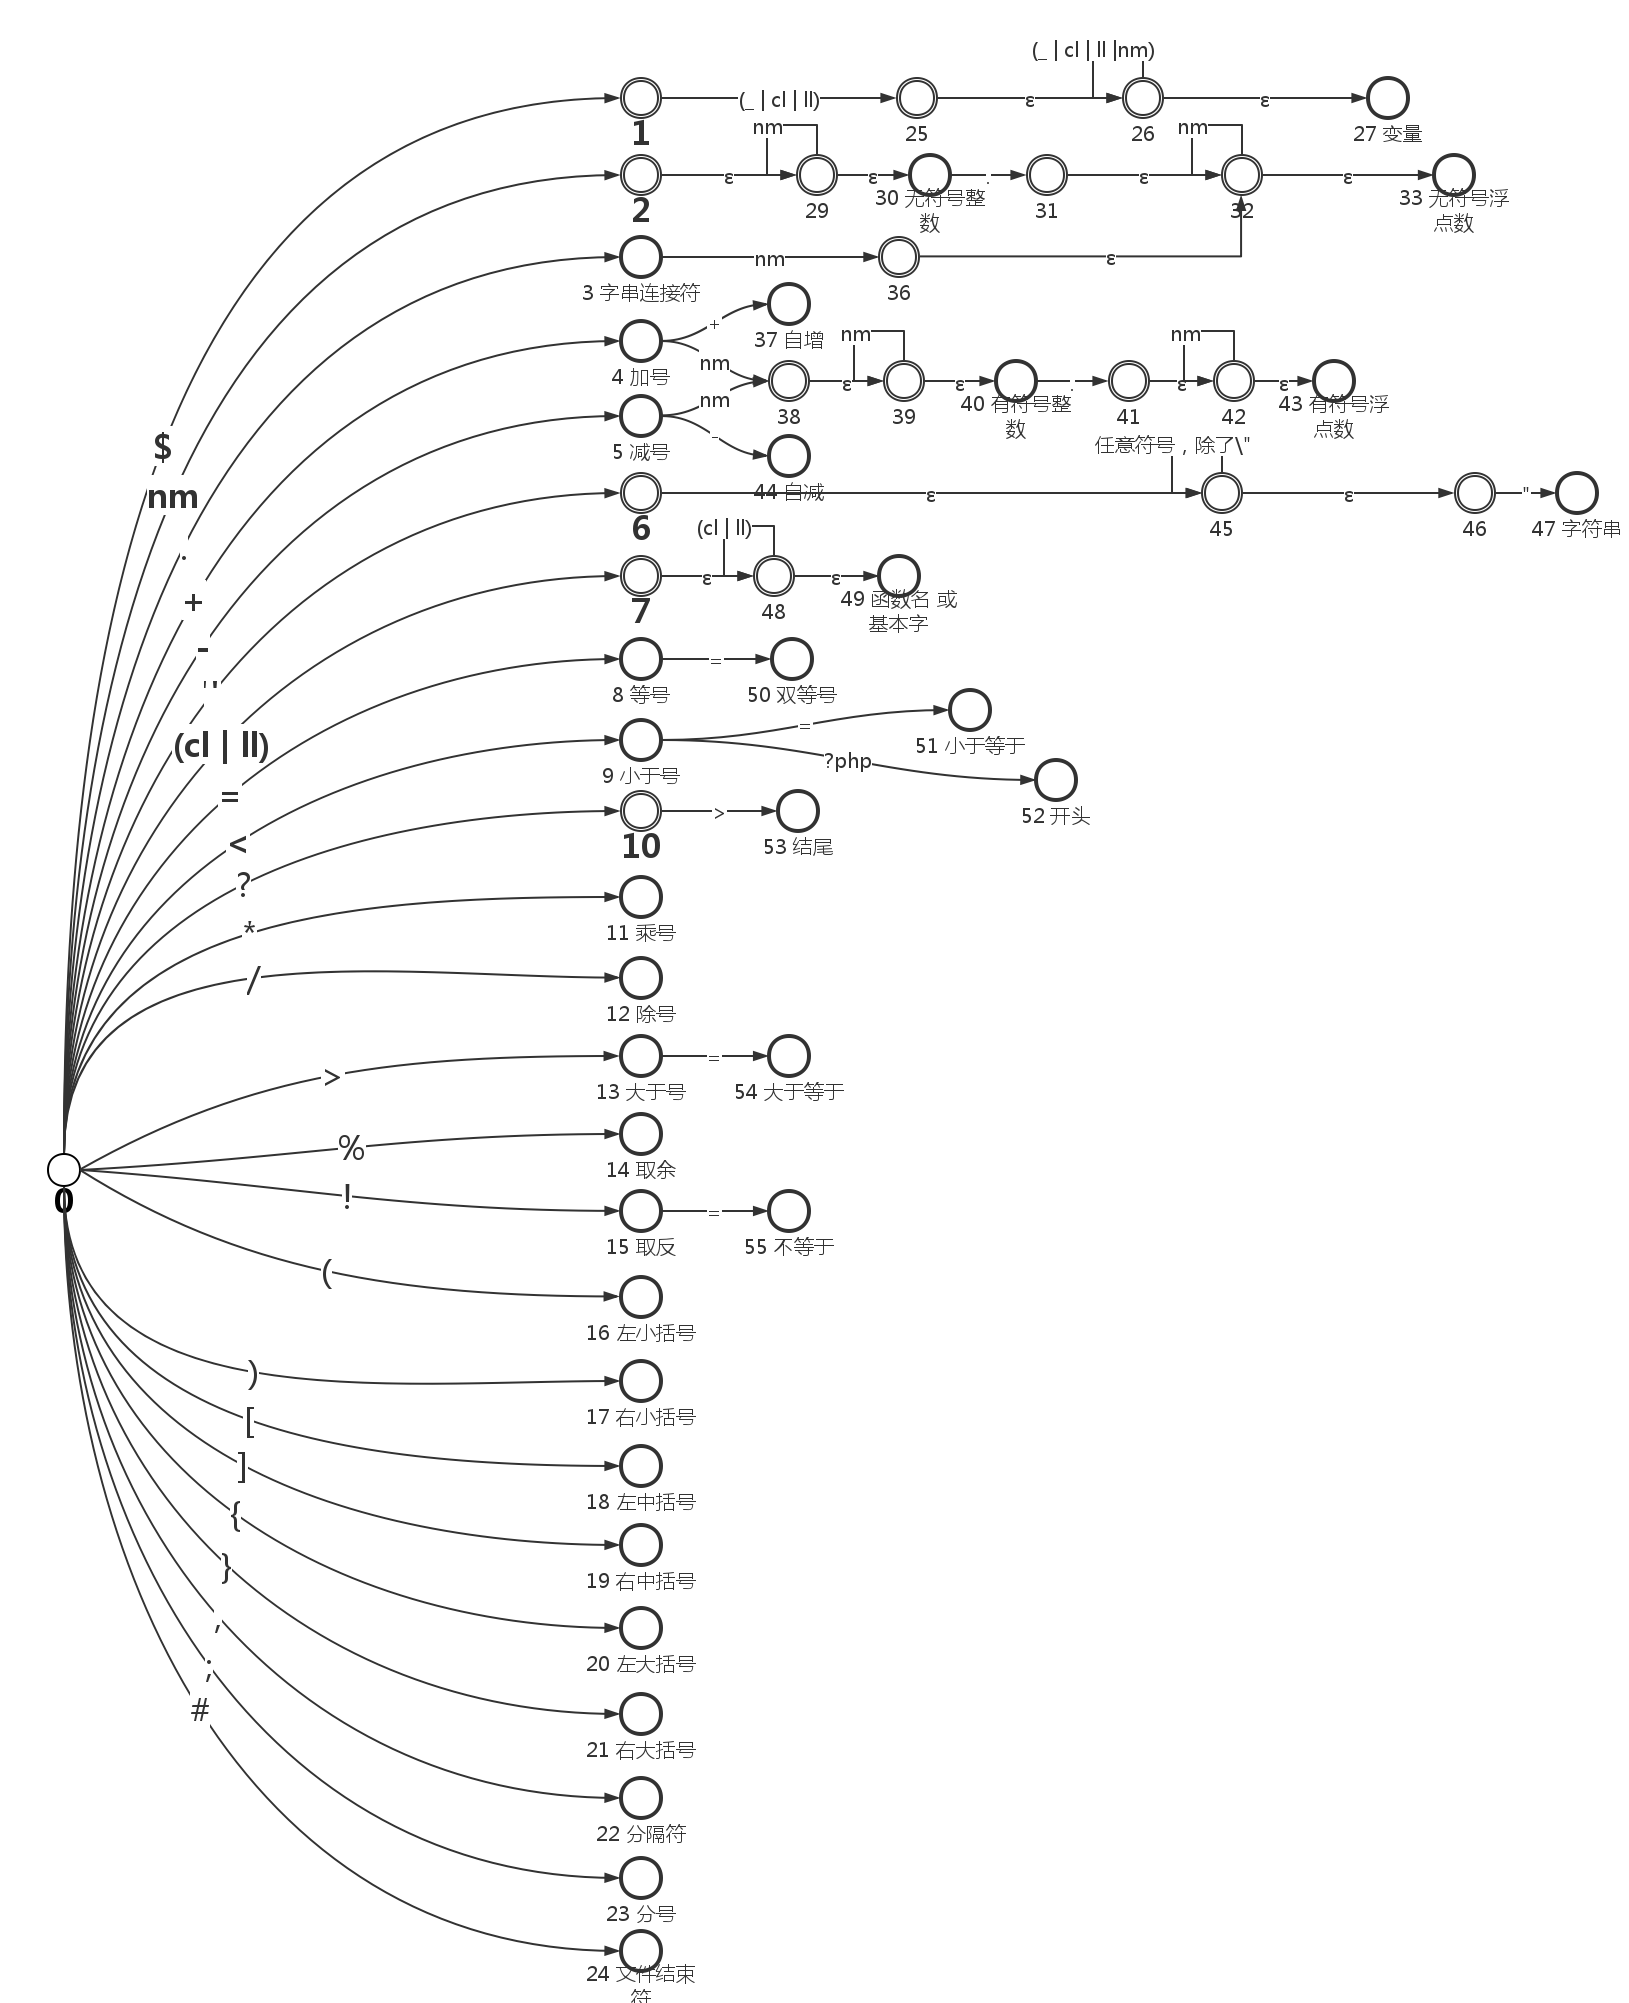 (_ | cl | ll |nm)
(_ | cl | ll)
ε
ε
1
25
26
27 变量
nm
nm
ε
ε
.
ε
ε
2
29
30 无符号整
数
31
32
33 无符号浮
点数
nm
ε
3 字串连接符
36
+
37 自增
nm
nm
nm
4 加号
ε
ε
.
ε
ε
nm
38
39
40 有符号整
数
41
42
43 有符号浮
点数
-
5 减号
44 自减
任意符号，除了\"
$
nm
ε
ε
"
6
45
46
47 字符串
(cl | ll)
.
ε
ε
7
48
49 函数名 或
基本字
+
-
=
8 等号
50 双等号
"
(cl | ll)
=
51 小于等于
?php
9 小于号
52 开头
=
>
10
53 结尾
<
?
*
11 乘号
/
12 除号
>
=
13 大于号
54 大于等于
%
14 取余
0
!
=
15 取反
55 不等于
(
16 左小括号
)
17 右小括号
[
]
18 左中括号
{
}
19 右中括号
,
20 左大括号
;
#
21 右大括号
22 分隔符
23 分号
24 文件结束
符